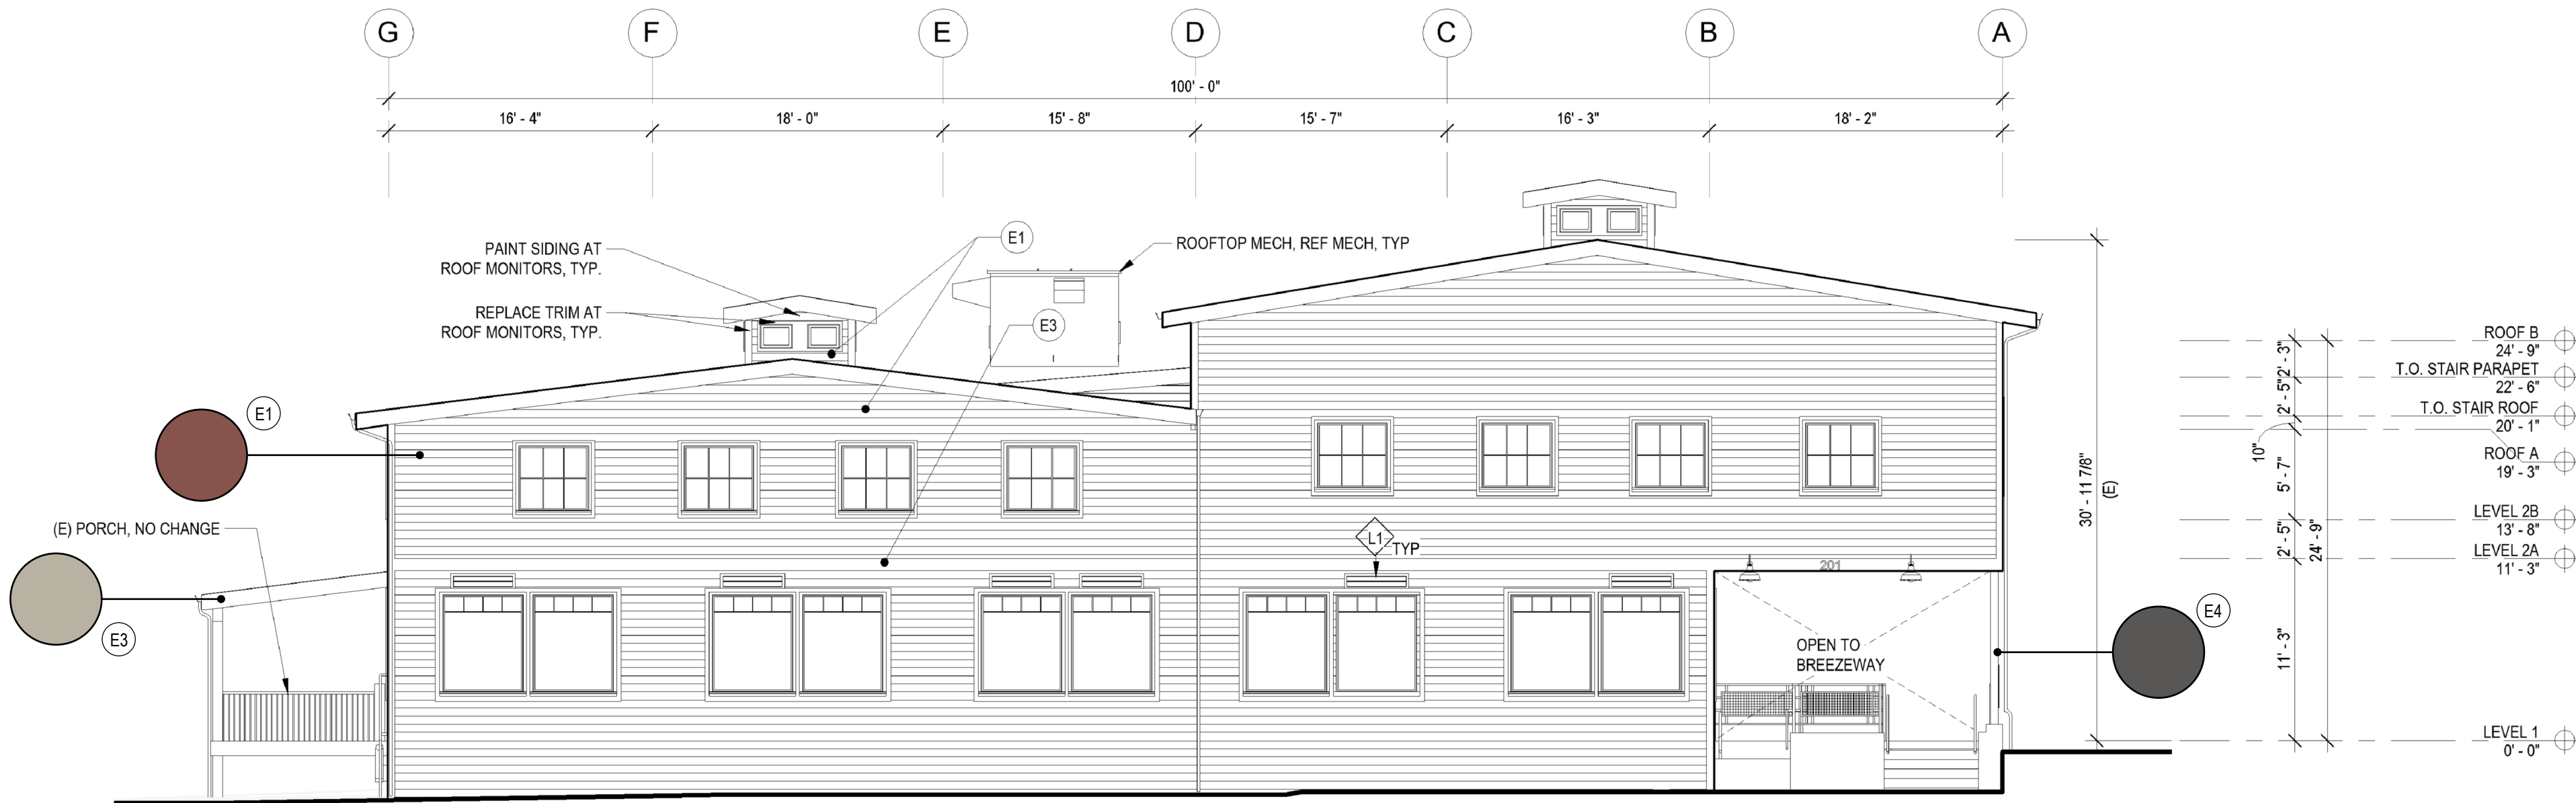 G
F
E
D
C
B
A
100' - 0"
16' - 4"
18' - 0"
15' - 8"
15' - 7"
16' - 3"
18' - 2"
PAINT SIDING AT
ROOF MONITORS, TYP.
E1
ROOFTOP MECH, REF MECH, TYP
REPLACE TRIM AT
ROOF MONITORS, TYP.
E3
E1
(E) PORCH, NO CHANGE
E3
L1
TYP
201
OPEN TO
BREEZEWAY
E4
30' - 11 7/8"
(E)
2' - 3"
2' - 5"
10"
5' - 7"
2' - 5"
11' - 3"
24' - 9"
ROOF B
24' - 9"
T.O. STAIR PARAPET
22' - 6"
T.O. STAIR ROOF
20' - 1"
ROOF A
19' - 3"
LEVEL 2B
13' - 8"
LEVEL 2A
11' - 3"
LEVEL 1
0' - 0"